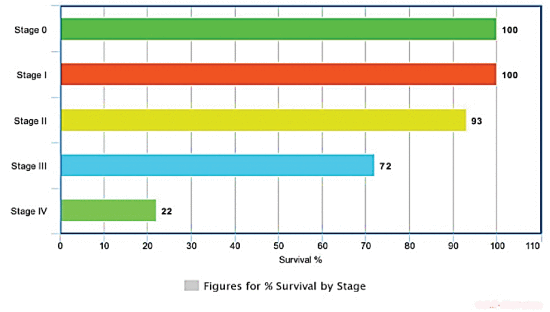 Stage 0 100
Stage I 100
Stage II 93
Stage III 72
Stage IV 22
0 10 20 30 40 50 60 70 80 90 100 110
Survival %
Figures for % Survival by Stage